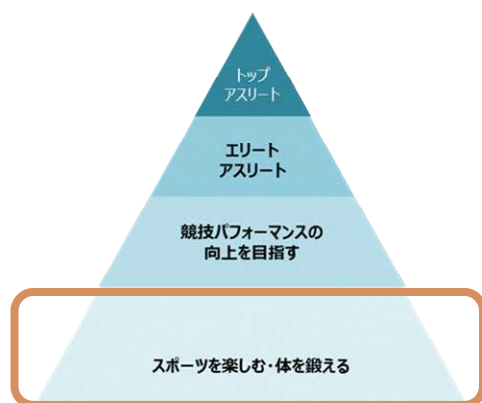 トップ
アスリート
エリート
アスリート
競技パフォーマンスの
向上を目指す
スポーツを楽しむ・体を鍛える